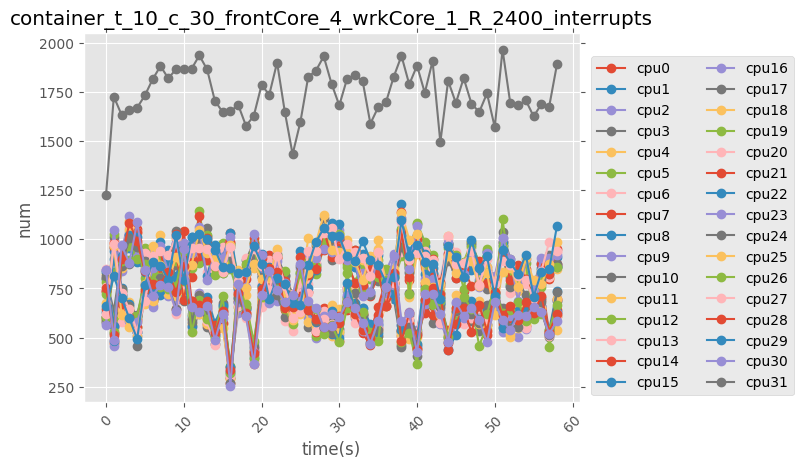 container_t_10_c_30_frontCore_4_wrkCore_1_R_2400_interrupts
2000
1750
1500
1250
1000
750
500
250
num
0
10
20
30
40
50
60
time(s)
cpu0
cpu1
cpu2
cpu3
cpu4
cpu5
cpu6
cpu7
cpu8
cpu9
cpu10
cpu11
cpu12
cpu13
cpu14
cpu15
cpu16
cpu17
cpu18
cpu19
cpu20
cpu21
cpu22
cpu23
cpu24
cpu25
cpu26
cpu27
cpu28
cpu29
cpu30
cpu31